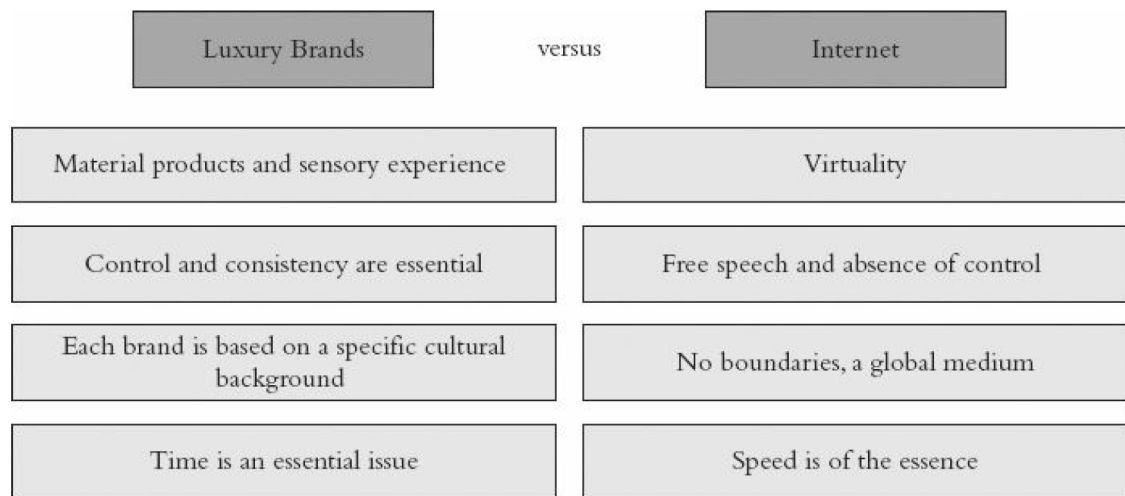 Luxury Brands versus Internet
Material products and sensory experience
Virtuality
Control and consistency are essential
Free speech and absence of control
Each brand is based on a specific cultural
background
No boundaries, a global medium
Time is an essential issue
Speed is of the essence